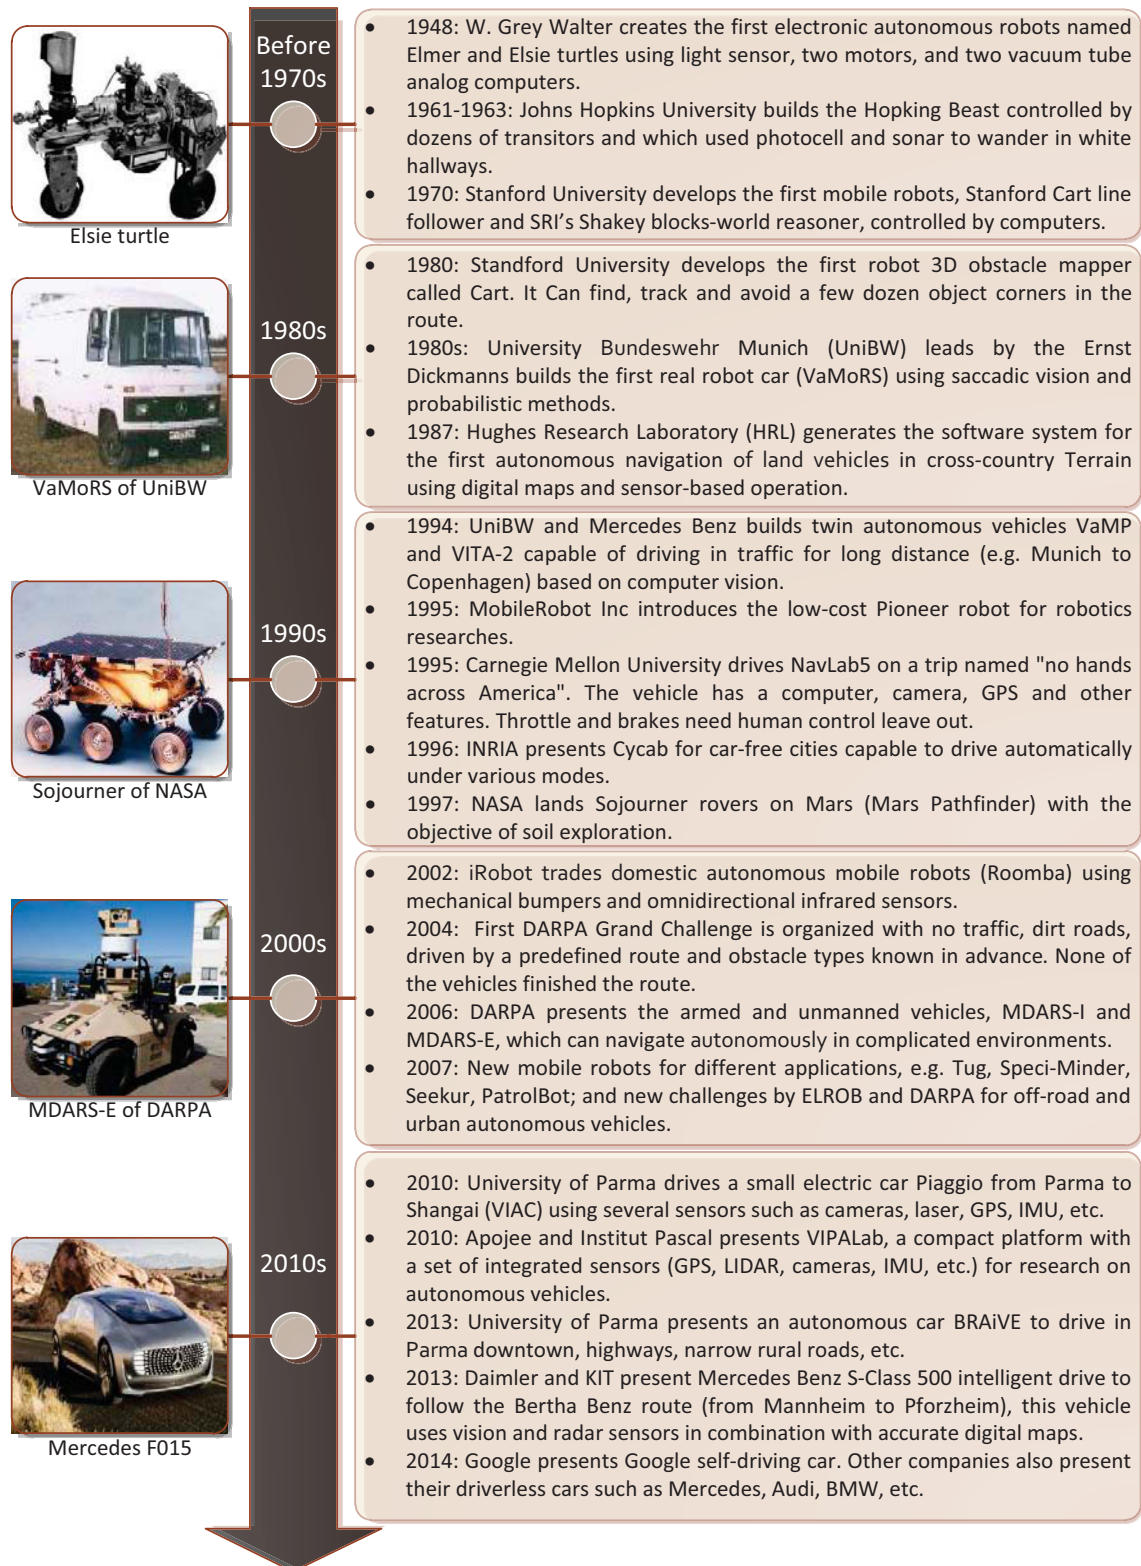 Before
1970s
Elsie turtle
• 1948: W. Grey Walter creates the first electronic autonomous robots named
Elmer and Elsie turtles using light sensor, two motors, and two vacuum tube
analog computers.
• 1961-1963: Johns Hopkins University builds the Hopking Beast controlled by
dozens of transitors and which used photocell and sonar to wander in white
hallways.
• 1970: Stanford University develops the first mobile robots, Stanford Cart line
follower and SRI's Shakey blocks-world reasoner, controlled by computers.
1980s
VaMoRS of UniBW
• 1980: Standford University develops the first robot 3D obstacle mapper
called Cart. It Can find, track and avoid a few dozen object corners in the
route.
• 1980s: University Bundeswehr Munich (UniBW) leads by the Ernst
Dickmanns builds the first real robot car (VaMoRS) using saccadic vision and
probabilistic methods.
• 1987: Hughes Research Laboratory (HRL) generates the software system for
the first autonomous navigation of land vehicles in cross-country Terrain
using digital maps and sensor-based operation.
1990s
Sojourner of NASA
• 1994: UniBW and Mercedes Benz builds twin autonomous vehicles VaMP
and VITA-2 capable of driving in traffic for long distance (e.g. Munich to
Copenhagen) based on computer vision.
• 1995: MobileRobot Inc introduces the low-cost Pioneer robot for robotics
researches.
• 1995: Carnegie Mellon University drives NavLab5 on a trip named "no hands
across America". The vehicle has a computer, camera, GPS and other
features. Throttle and brakes need human control leave out.
• 1996: INRIA presents Cycab for car-free cities capable to drive automatically
under various modes.
• 1997: NASA lands Sojourner rovers on Mars (Mars Pathfinder) with the
objective of soil exploration.
2000s
MDARS-E of DARPA
• 2002: iRobot trades domestic autonomous mobile robots (Roomba) using
mechanical bumpers and omnidirectional infrared sensors.
• 2004: First DARPA Grand Challenge is organized with no traffic, dirt roads,
driven by a predefined route and obstacle types known in advance. None of
the vehicles finished the route.
• 2006: DARPA presents the armed and unmanned vehicles, MDARS-I and
MDARS-E, which can navigate autonomously in complicated environments.
• 2007: New mobile robots for different applications, e.g. Tug, Speci-Minder,
Seekur, PatrolBot; and new challenges by ELROB and DARPA for off-road and
urban autonomous vehicles.
2010s
Mercedes F015
• 2010: University of Parma drives a small electric car Piaggio from Parma to
Shangai (VIAC) using several sensors such as cameras, laser, GPS, IMU, etc.
• 2010: Apojee and Institut Pascal presents VIPALab, a compact platform with
a set of integrated sensors (GPS, LIDAR, cameras, IMU, etc.) for research on
autonomous vehicles.
• 2013: University of Parma presents an autonomous car BRAiVE to drive in
Parma downtown, highways, narrow rural roads, etc.
• 2013: Daimler and KIT present Mercedes Benz S-Class 500 intelligent drive to
follow the Bertha Benz route (from Mannheim to Pforzheim), this vehicle
uses vision and radar sensors in combination with accurate digital maps.
• 2014: Google presents Google self-driving car. Other companies also present
their driverless cars such as Mercedes, Audi, BMW, etc.